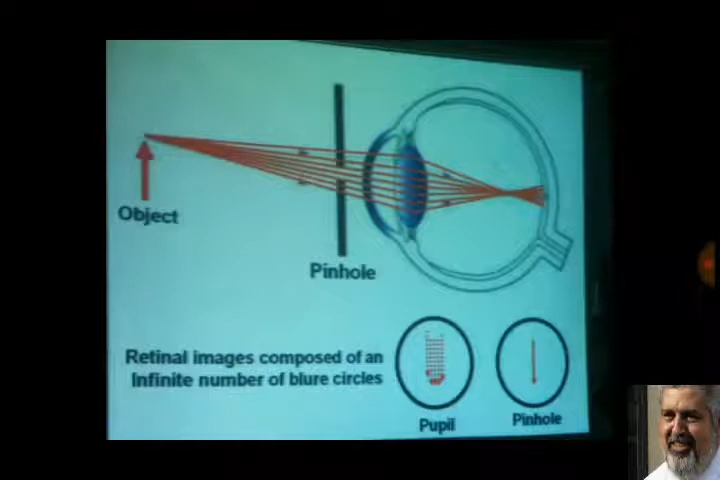 Object
Pinhole
Retinal images composed of an
Infinite number of blure circles
Pupil
Pinhole